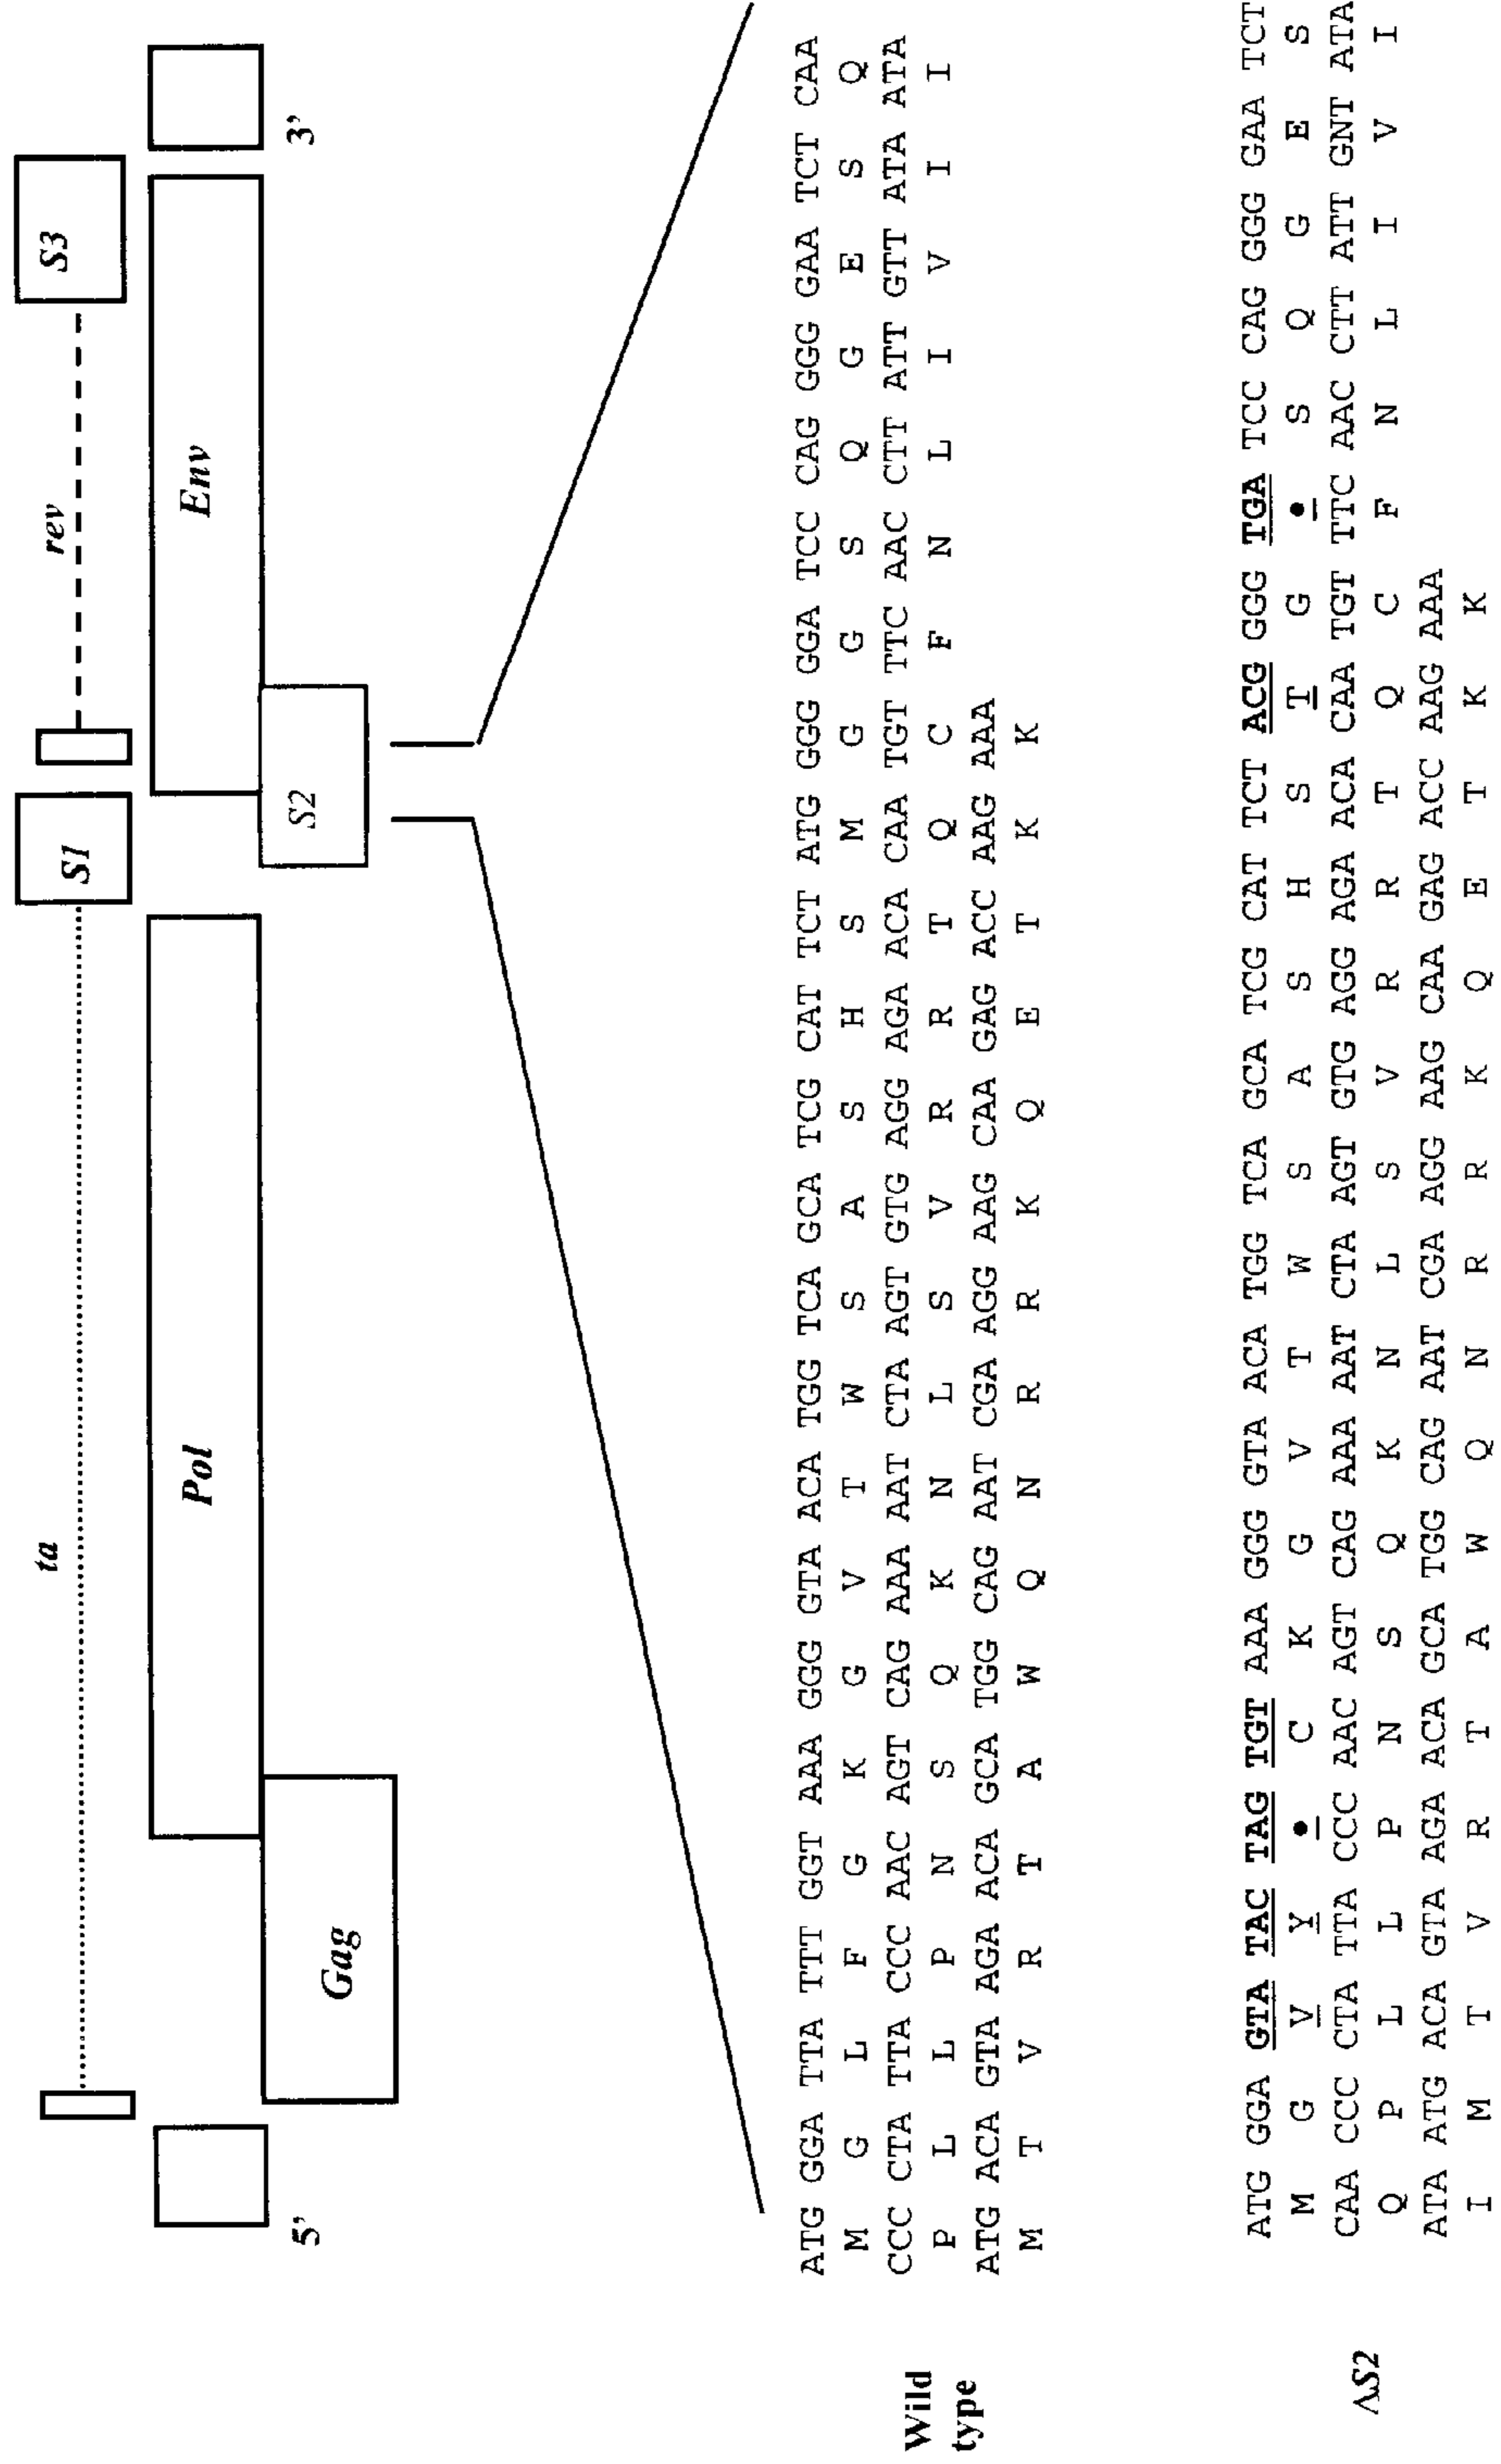 ta
rev
S1
S3
Pol
Env
Gag
S2
5’
3’
Wild
type
ATG GGA TTA TTT GGT AAA GGG GTA ACA TGG TCA GCA TCG CAT TCT ATG GGG GGA TCC CAG GGG GAA TCT CAA
M G L F G K G V T W S A S H S M G G S Q G E S Q
CCC CTA TTA CCC AAC AGT CAG AAA AAT CTA AGT GTG AGG AGA ACA CAA TGT TTC AAC CTT ATT GTT ATA ATA
P L L P N S Q K N L S V R R T Q C F N L I V I I
ATG ACA GTA AGA ACA GCA TGG CAG AAT CGA AGG AAG CAA GAG ACC AAG AAA
M T V R T A W Q N R R K Q E T K K
ΛS2
ATG GGA GTA TAC TAG TGT AAA GGG GTA ACA TGG TCA GCA TCG CAT TCT ACG GGG TGA TCC CAG GGG GAA TCT
M G V Y • C K G V T W S A S H S T G • S Q G E S
CAA CCC CTA TTA CCC AAC AGT CAG AAA AAT CTA AGT GTG AGG AGA ACA CAA TGT TTC AAC CTT ATT GNT ATA
Q P L L P N S Q K N L S V R R T Q C F N L I V I
ATA ATG ACA GTA AGA ACA GCA TGG CAG AAT CGA AGG AAG CAA GAG ACC AAG AAA
I M T V R T A W Q N R R K Q E T K K